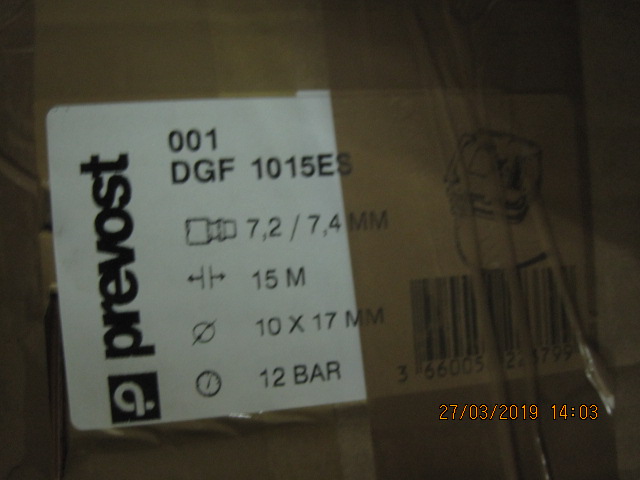 prevost
001
DGF 1015ES
7,2 / 7,4 MM
15 M
10 X 17 MM
12 BAR
27/03/2019 14:03